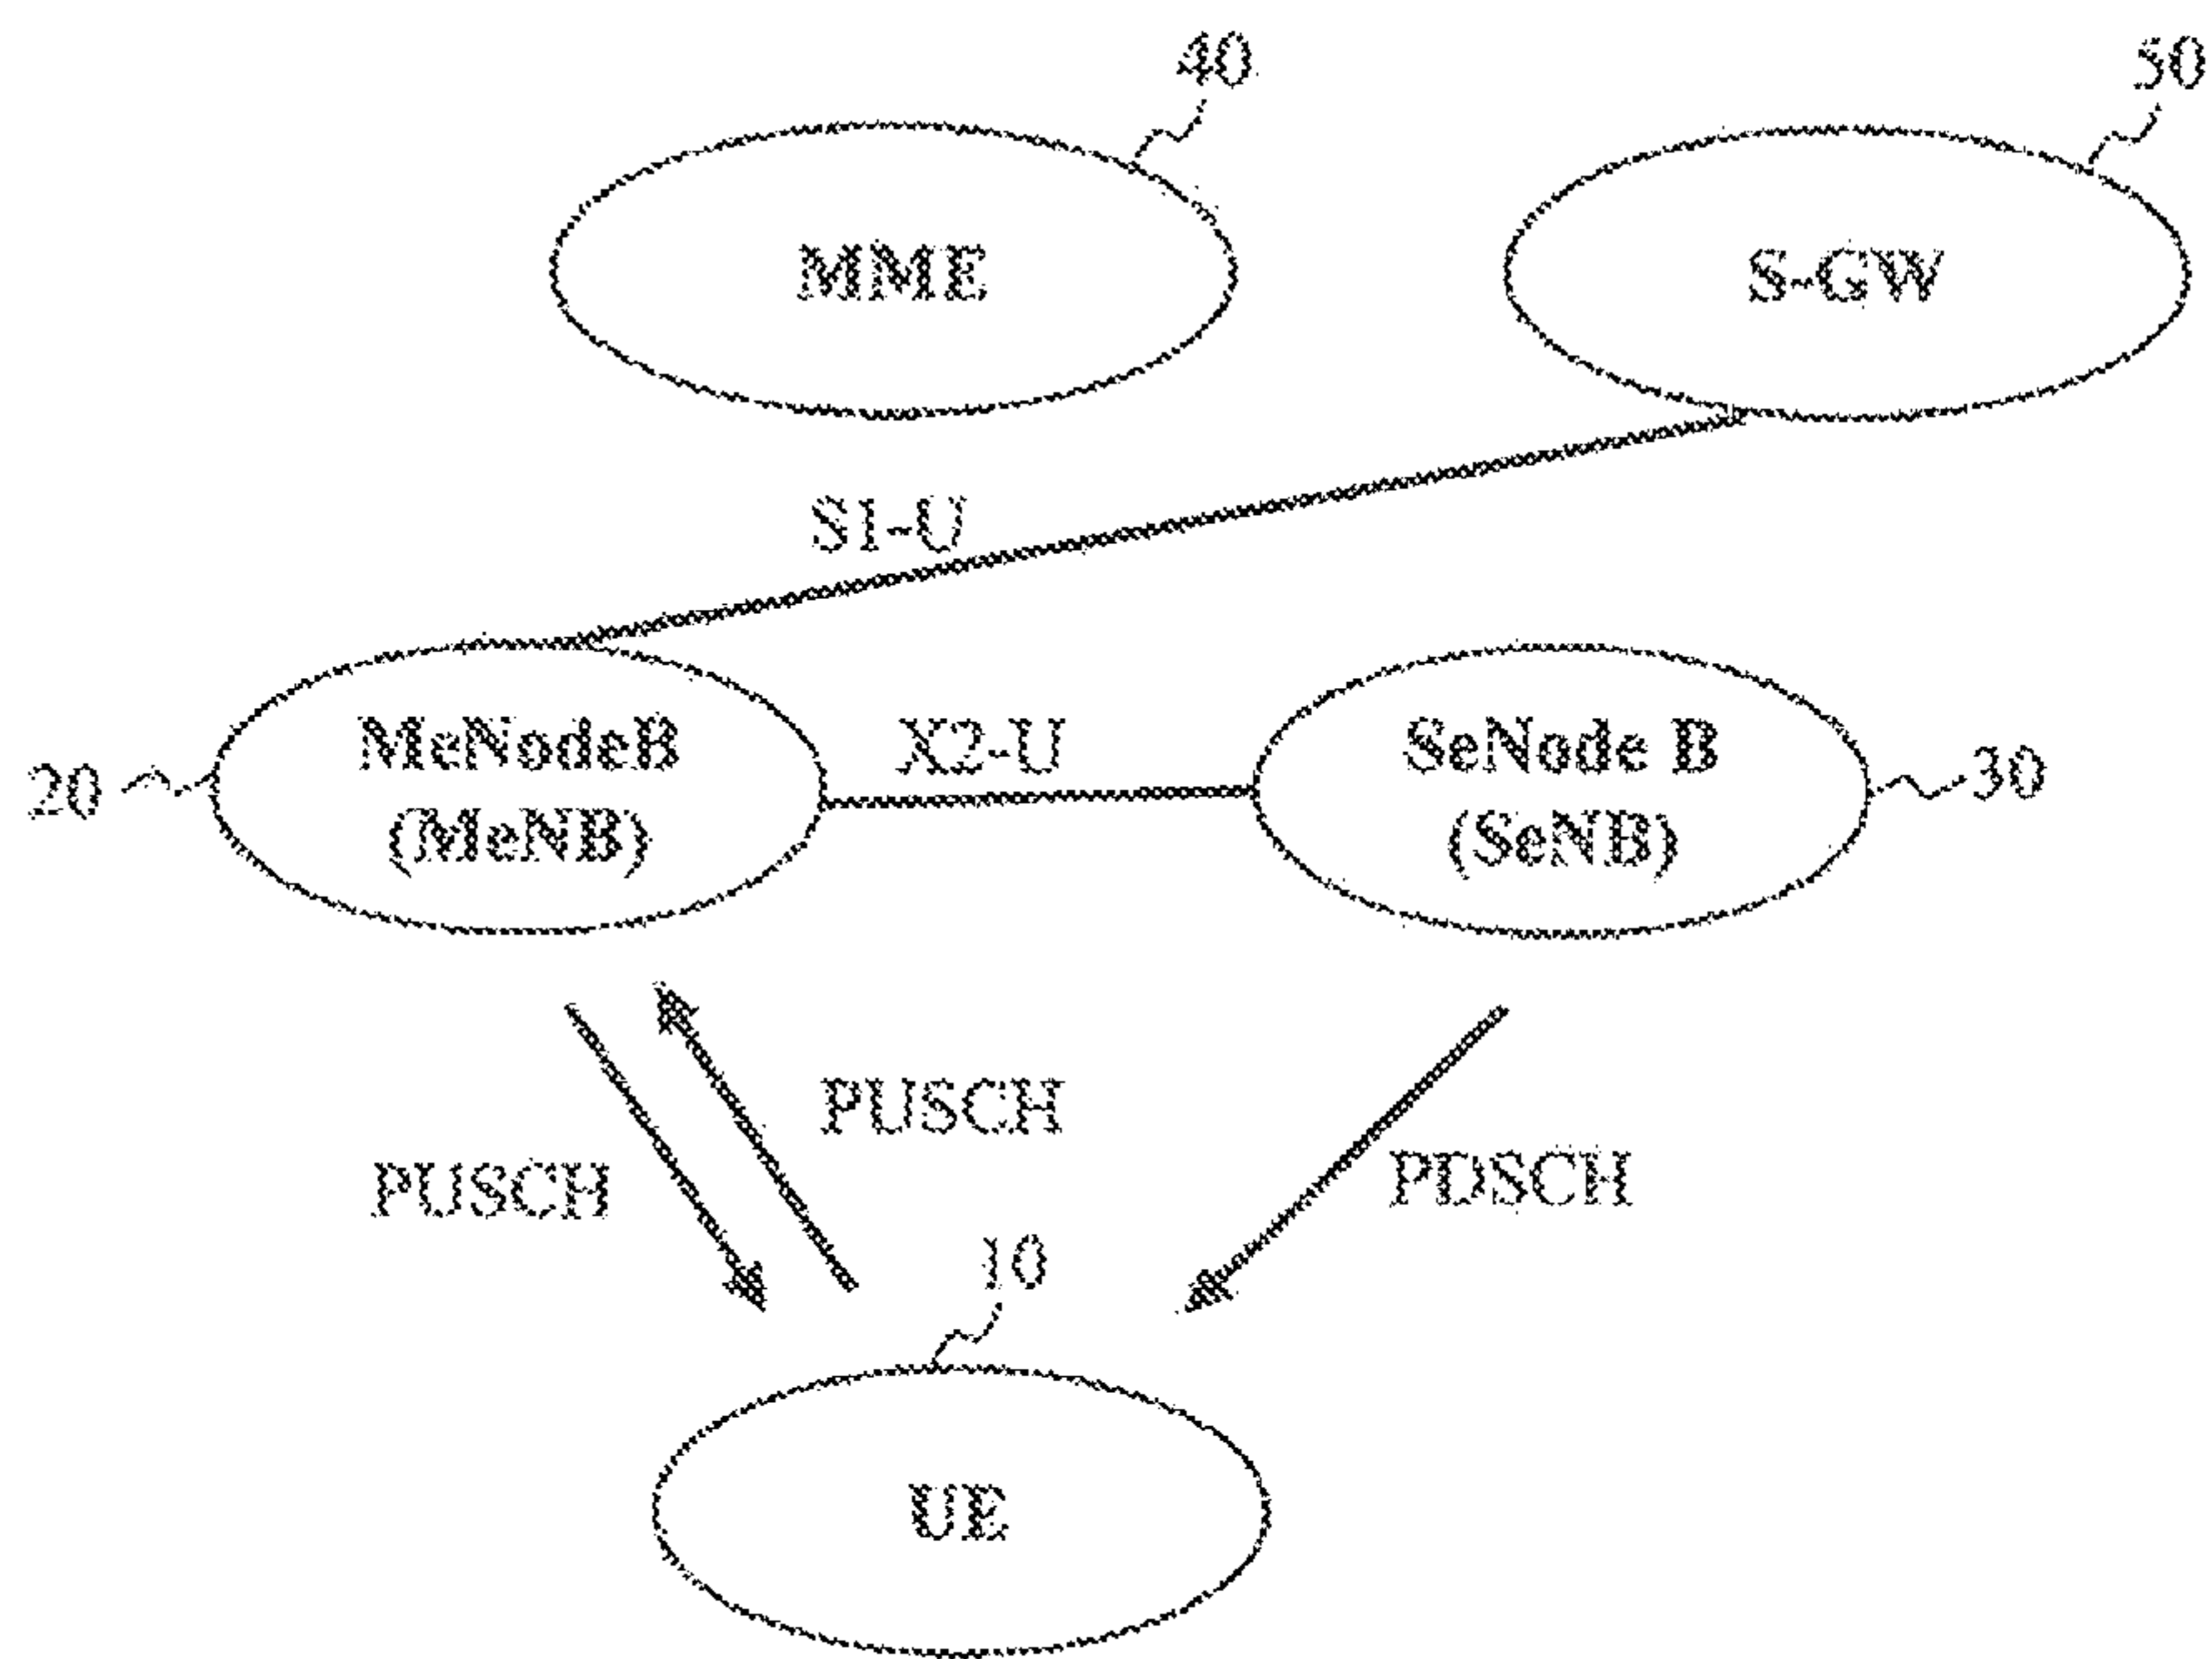 40
50
MME
S-GW
S1-U
MeNodeB
(MeNB)
X2-U
SeNode B
(SeNB)
20
30
PUSCH
PUSCH
PDSCH
10
UE